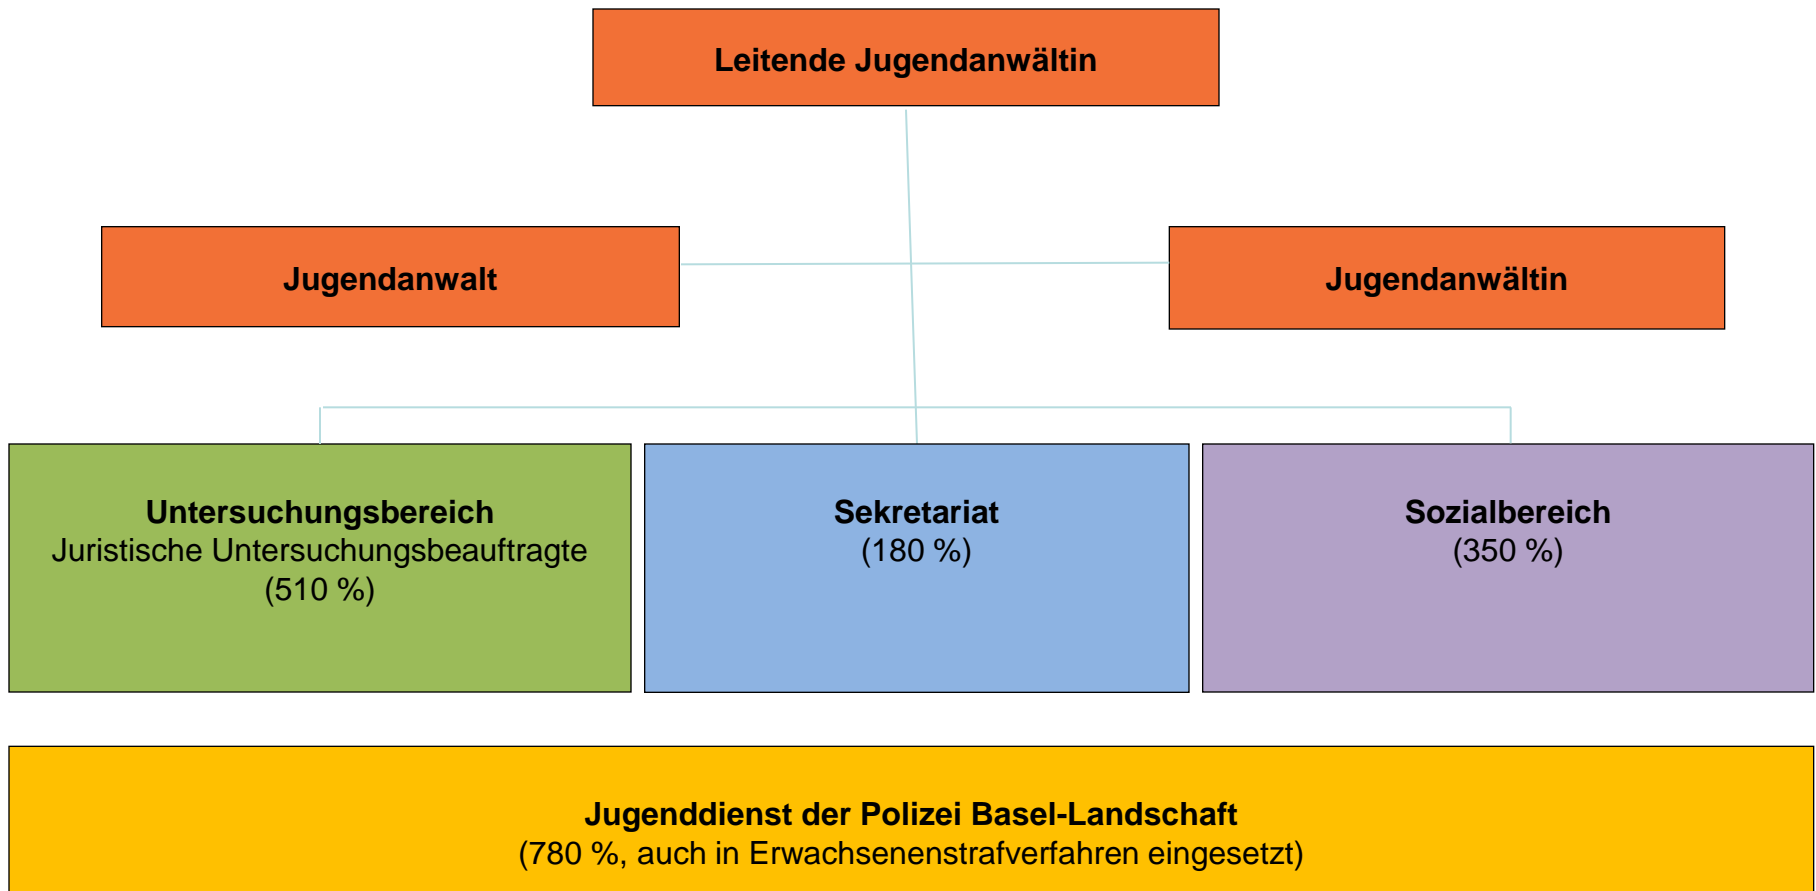 Leitende Jugendanwältin
Jugendanwalt
Jugendanwältin
Untersuchungsbereich
Juristische Untersuchungsbeauftragte
(510 %)
Sekretariat
(180 %)
Sozialbereich
(350 %)
Jugenddienst der Polizei Basel-Landschaft
(780 %, auch in Erwachsenenstrafverfahren eingesetzt)